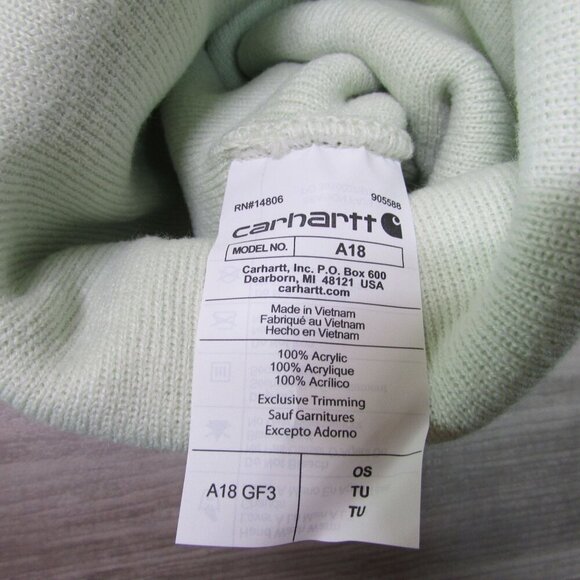 RN#14806 905588
carhartt
MODEL NO. A18
Carhartt, Inc. P.O. Box 600
Dearborn, MI 48121 USA
carhartt.com
Made in Vietnam
Fabriqué au Vietnam
Hecho en Vietnam
100% Acrylic
100% Acrylique
100% Acrílico
Exclusive Trimming
Sauf Garnitures
Excepto Adorno
A18 GF3
OS
TU
TU